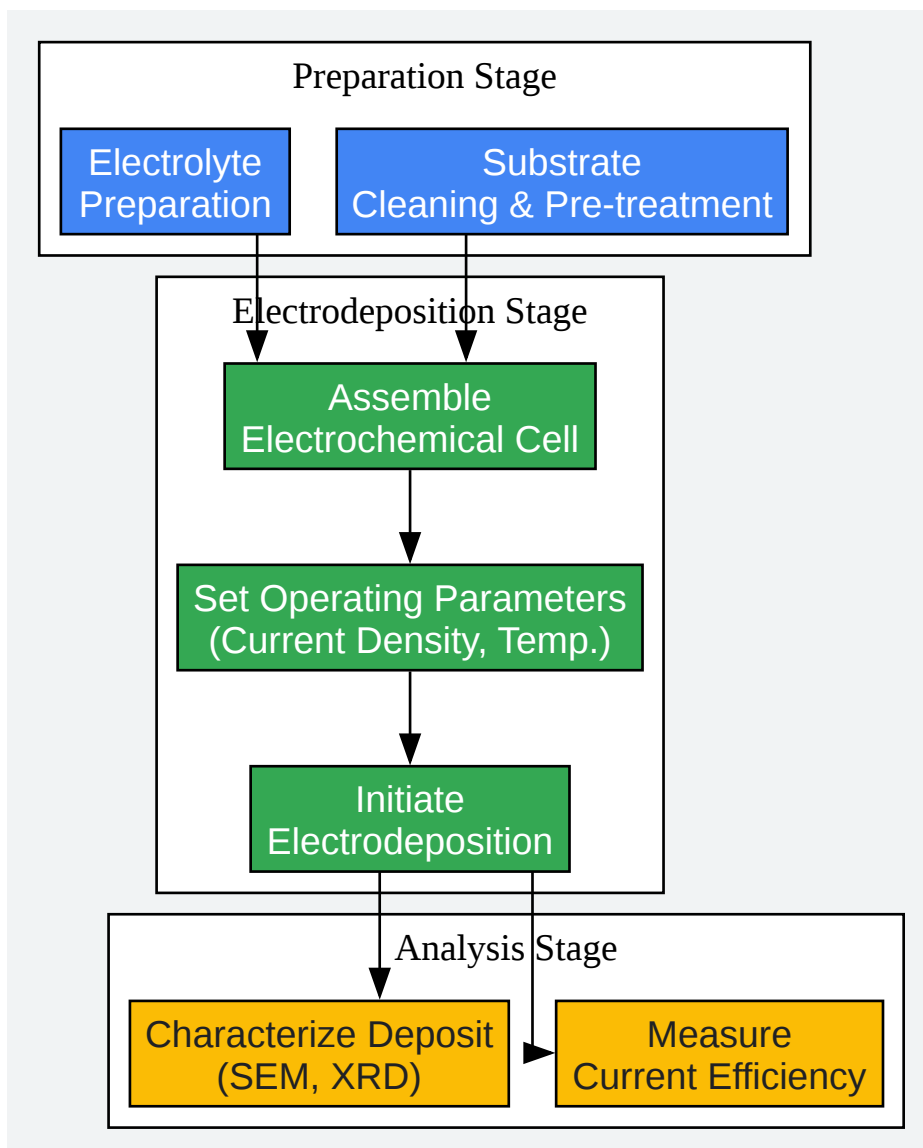 Preparation Stage
Electrolyte
Preparation
Substrate
Cleaning & Pre-treatment
Electrodeposition Stage
Assemble
Electrochemical Cell
Set Operating Parameters
(Current Density, Temp.)
Initiate
Electrodeposition
Analysis Stage
Characterize Deposit
(SEM, XRD)
Measure
Current Efficiency